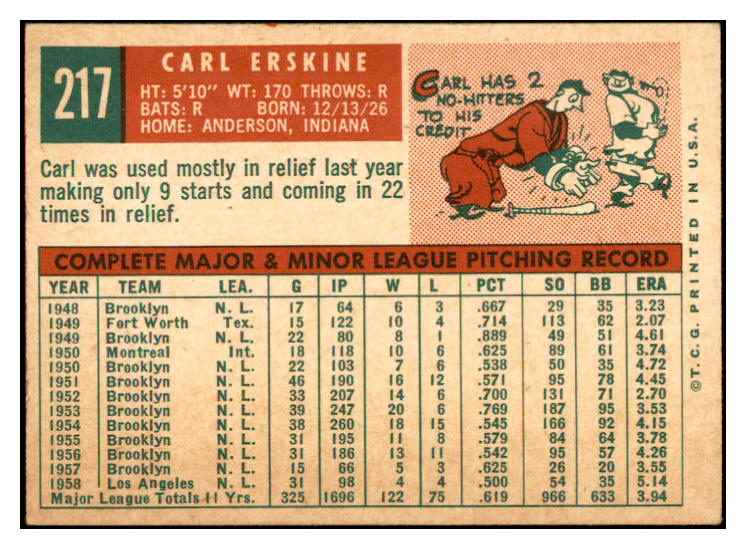 217
CARL ERSKINE
HT: 5'10" WT: 170 THROWS: R
BATS: R BORN: 12/13/26
HOME: ANDERSON, INDIANA
Carl was used mostly in relief last year
making only 9 starts and coming in 22
times in relief.
CARL HAS 2
NO-HITTERS
TO HIS
CREDIT
COMPLETE MAJOR & MINOR LEAGUE PITCHING RECORD
YEAR TEAM LEA. G IP W L PCT SO BB ERA
1948 Brooklyn N. L. 17 64 6 3 .667 29 35 3.23
1949 Fort Worth Tex. 15 122 10 4 .714 113 62 2.07
1949 Brooklyn N. L. 22 80 8 1 .889 49 51 4.61
1950 Montreal Int. 18 118 10 6 .625 89 61 3.74
1950 Brooklyn N. L. 22 103 7 6 .538 50 35 4.72
1951 Brooklyn N. L. 46 190 16 12 .571 95 78 4.45
1952 Brooklyn N. L. 33 207 14 6 .700 131 71 2.70
1953 Brooklyn N. L. 39 247 20 6 .769 187 95 3.53
1954 Brooklyn N. L. 38 260 18 15 .545 166 92 4.15
1955 Brooklyn N. L. 31 195 11 8 .579 84 64 3.78
1956 Brooklyn N. L. 31 186 13 11 .542 95 57 4.26
1957 Brooklyn N. L. 15 66 5 3 .625 26 20 3.55
1958 Los Angeles N. L. 31 98 4 4 .500 54 35 5.14
Major League Totals 11 Yrs. 325 1696 122 75 .619 966 633 3.94
©T.C.G. PRINTED IN U.S.A.